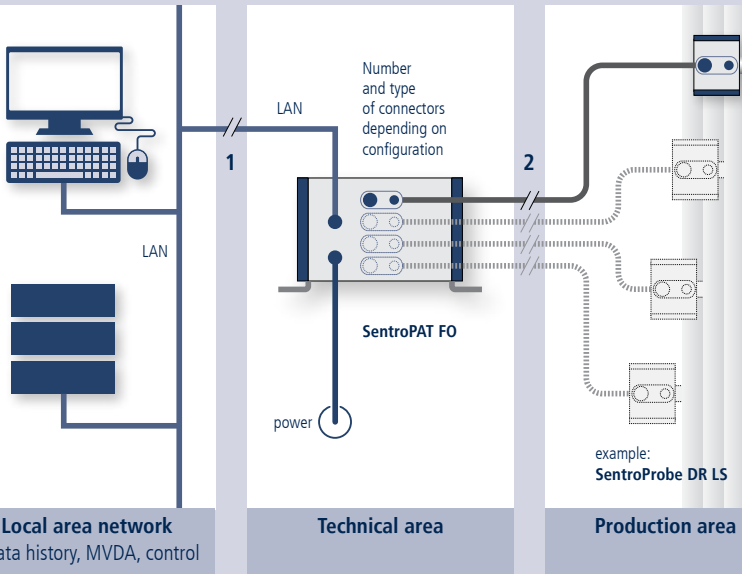 LAN
LAN
1
Number
and type
of connectors
depending on
configuration
2
SentroPAT FO
power
example:
SentroProbe DR LS
Local area network
ata history, MVDA, control
Technical area
Production area